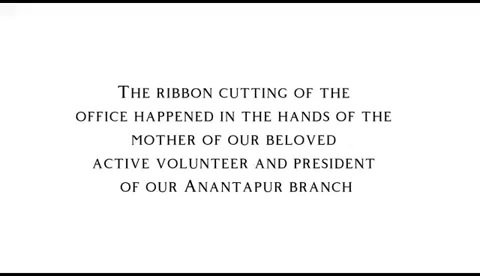 The ribbon cutting of the
office happened in the hands of the
mother of our beloved
active volunteer and president
of our Anantapur branch